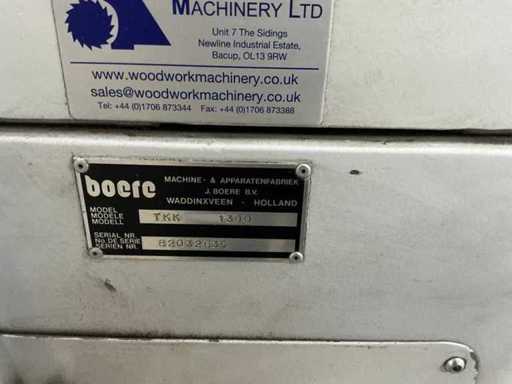 MACHINERY LTD
Unit 7 The Sidings
Newline Industrial Estate,
Bacup, OL13 9RW
www.woodworkmachinery.co.uk
sales@woodworkmachinery.co.uk
Tel: +44 (0)1706 873344 Fax: +44 (0)1706 873388
boere
MACHINE- & APPARATENFABRIEK
J. BOERE B.V.
WADDINXVEEN - HOLLAND
MODEL
MODÈLE TKK 1300
MODELL
SERIAL NR.
No. DE SERIE
SERIEN NR.